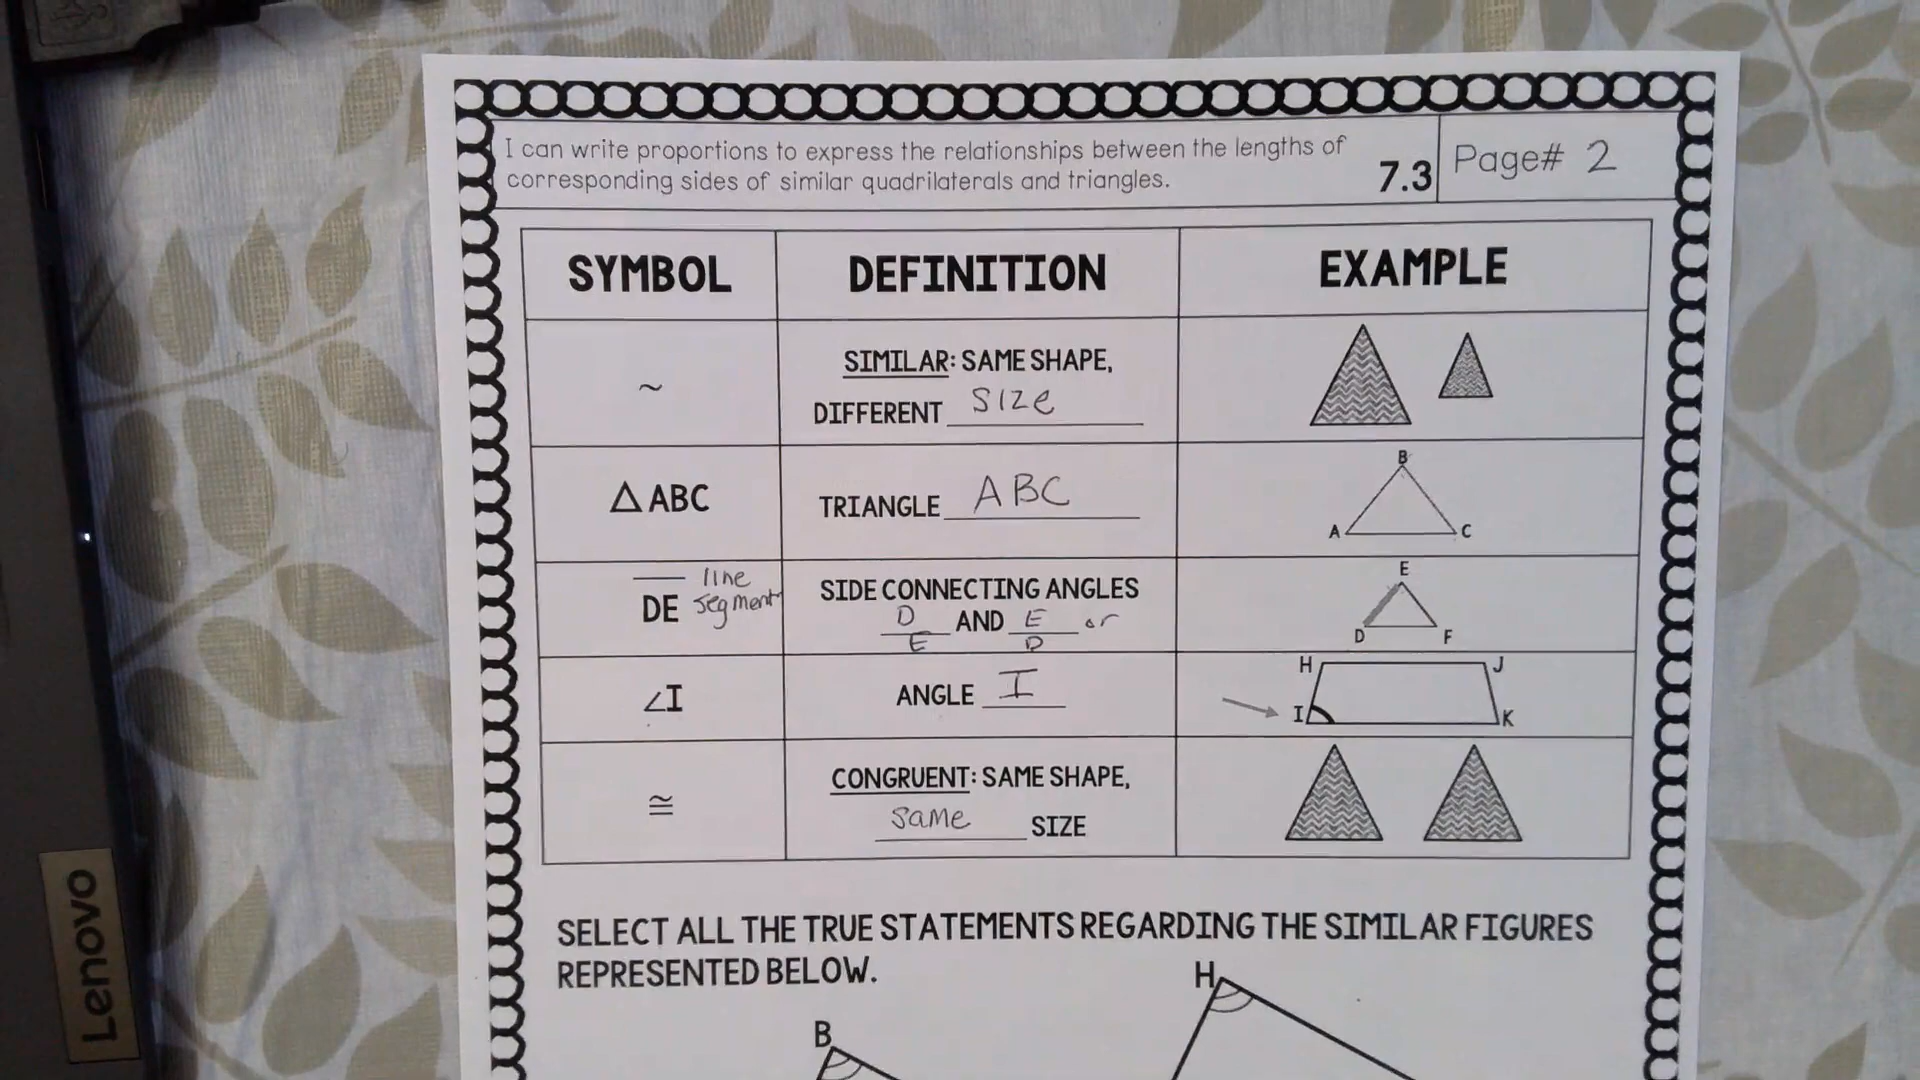 I can write proportions to express the relationships between the lengths of
corresponding sides of similar quadrilaterals and triangles.
7.3
Page# 2
SYMBOL
DEFINITION
EXAMPLE
~
SIMILAR: SAME SHAPE,
DIFFERENT size
△ ABC
TRIANGLE ABC
B
A
C
DE line
segment
SIDE CONNECTING ANGLES
D AND E or
E D
E
D
F
∠I
ANGLE I
H
J
I
K
≅
CONGRUENT: SAME SHAPE,
same SIZE
SELECT ALL THE TRUE STATEMENTS REGARDING THE SIMILAR FIGURES
REPRESENTED BELOW.
H
B
Lenovo